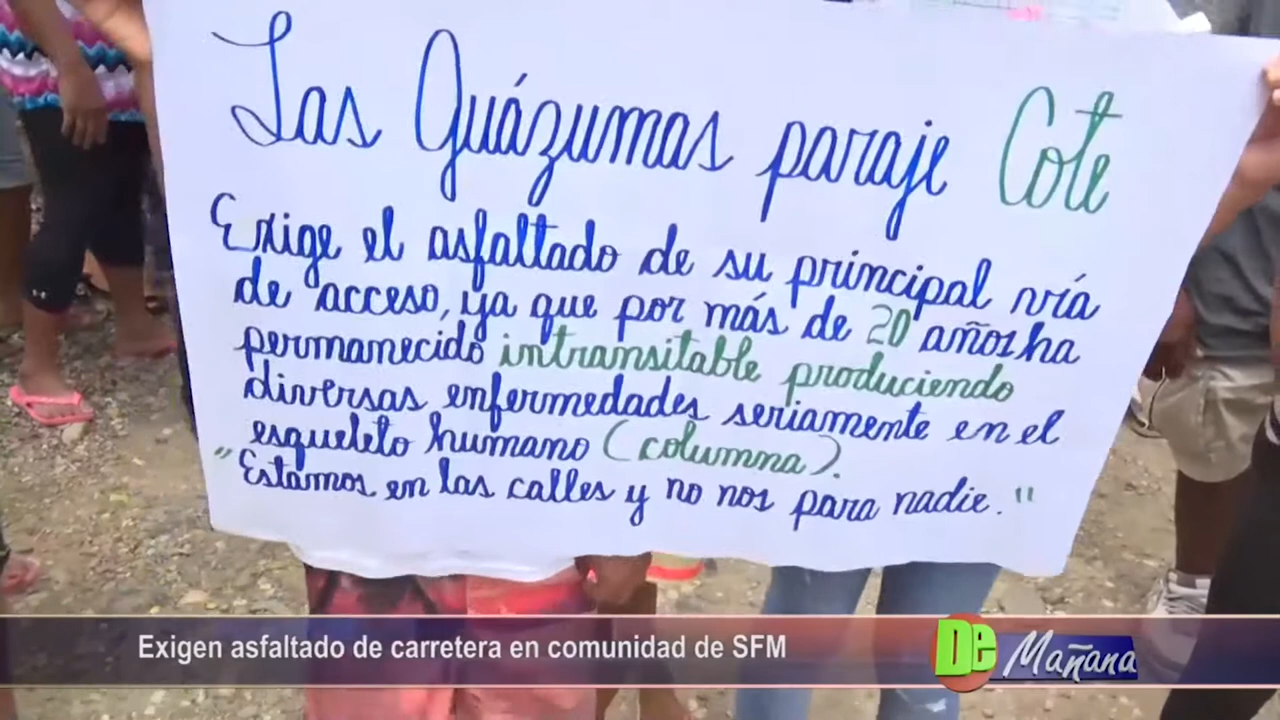 Las Guázumas paraje Cote
Exige el asfaltado de su principal vía
de acceso, ya que por más de 20 años ha
permanecido intransitable produciendo
diversas enfermedades seriamente en el
esqueleto humano (columna).
"Estamos en las calles y no nos para nadie."
Exigen asfaltado de carretera en comunidad de SFM
De Mañana